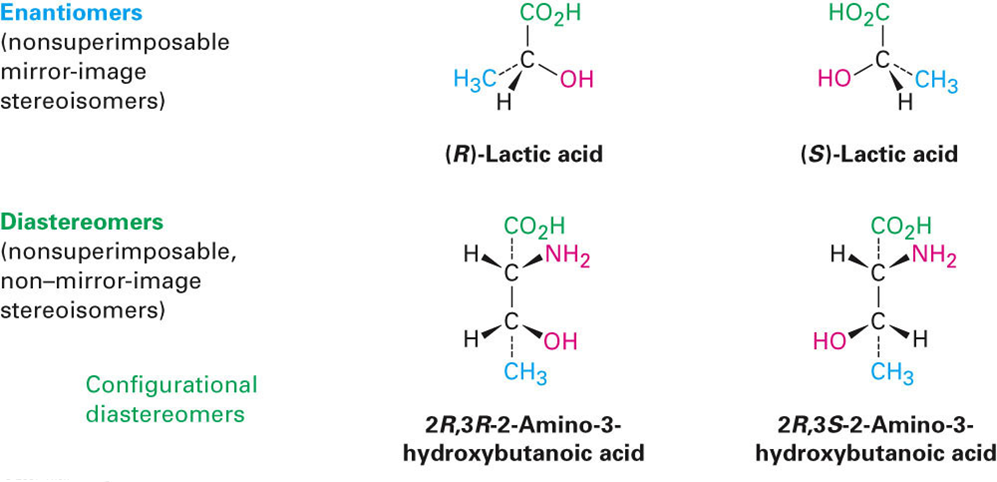 Enantiomers
(nonsuperimposable
mirror-image
stereoisomers)
CO₂H
C
H₃C
OH
H
(R)-Lactic acid
HO₂C
C
HO
CH₃
H
(S)-Lactic acid
Diastereomers
(nonsuperimposable,
non–mirror-image
stereoisomers)
Configurational
diastereomers
CO₂H
H
NH₂
C
C
H
OH
CH₃
2R,3R-2-Amino-3-
hydroxybutanoic acid
CO₂H
H
NH₂
C
C
HO
H
CH₃
2R,3S-2-Amino-3-
hydroxybutanoic acid